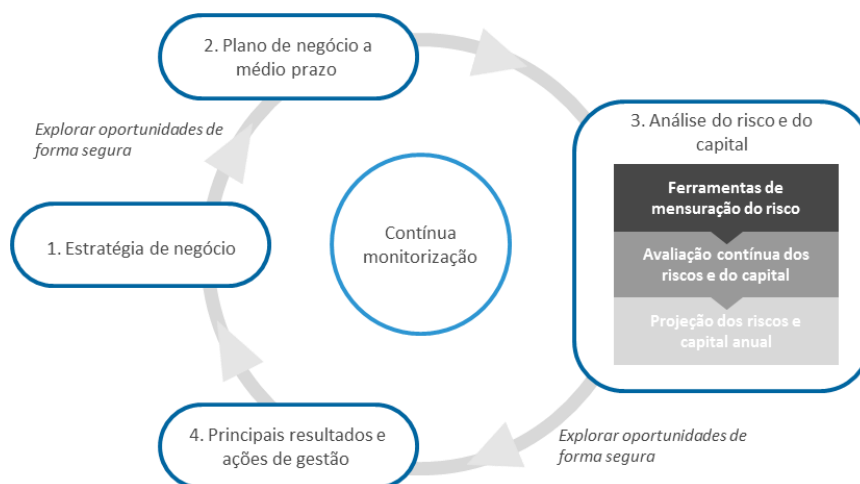 2. Plano de negócio a
médio prazo
3. Análise do risco e do
capital
Explorar oportunidades de
forma segura
Ferramentas de
mensuração do risco
1. Estratégia de negócio
Contínua
monitorização
Avaliação contínua dos
riscos e do capital
Projeção dos riscos e
capital anual
4. Principais resultados e
ações de gestão
Explorar oportunidades de
forma segura